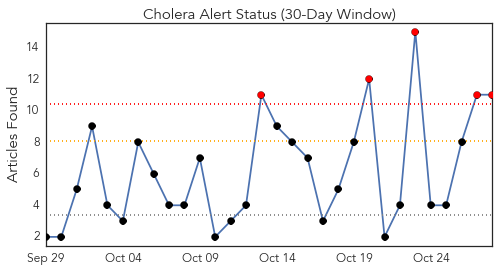 Cholera Alert Status (30-Day Window)
Articles Found
14
12
10
8
6
4
2
Sep 29 Oct 04 Oct 09 Oct 14 Oct 19 Oct 24